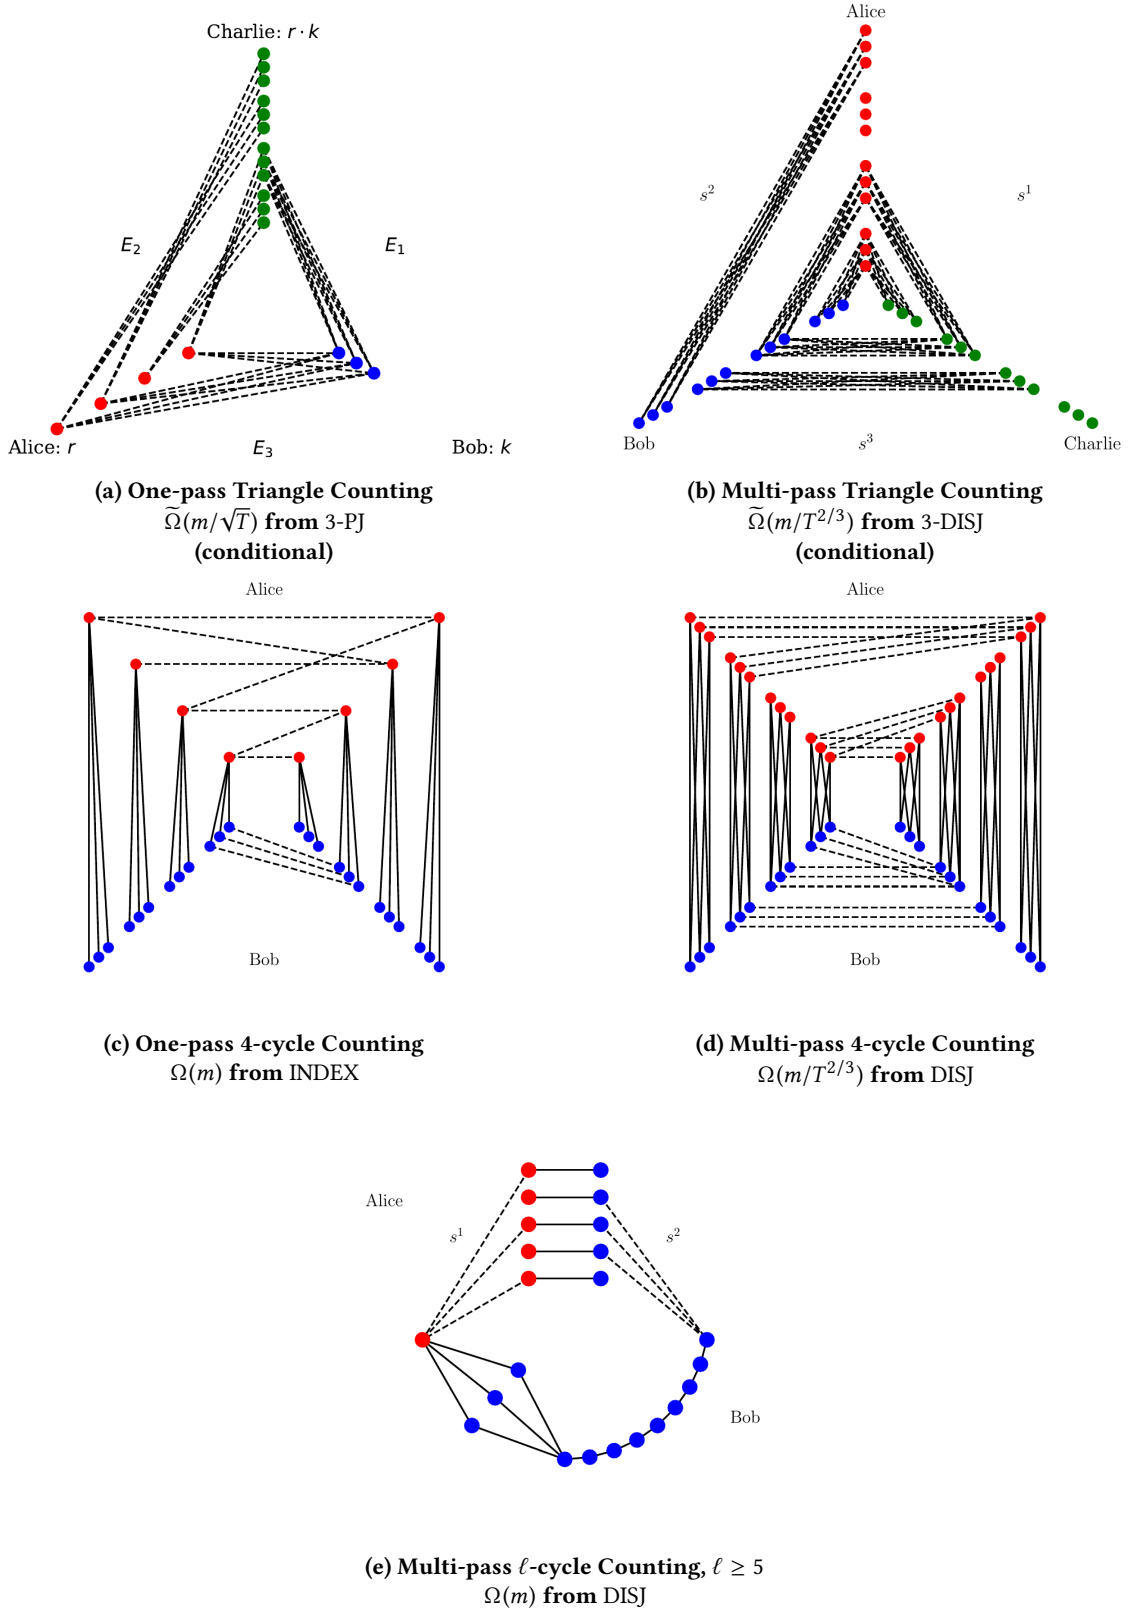 Charlie: r · k
E₂
E₁
Alice: r
E₃
Bob: k
(a) One-pass Triangle Counting
Ω̃(m/√T) from 3-PJ
(conditional)
Alice
s²
s¹
Bob
s³
Charlie
(b) Multi-pass Triangle Counting
Ω̃(m/T^{2/3}) from 3-DISJ
(conditional)
Alice
Bob
(c) One-pass 4-cycle Counting
Ω(m) from INDEX
Alice
Bob
(d) Multi-pass 4-cycle Counting
Ω(m/T^{2/3}) from DISJ
Alice
s¹
s²
Bob
(e) Multi-pass ℓ-cycle Counting, ℓ ≥ 5
Ω(m) from DISJ